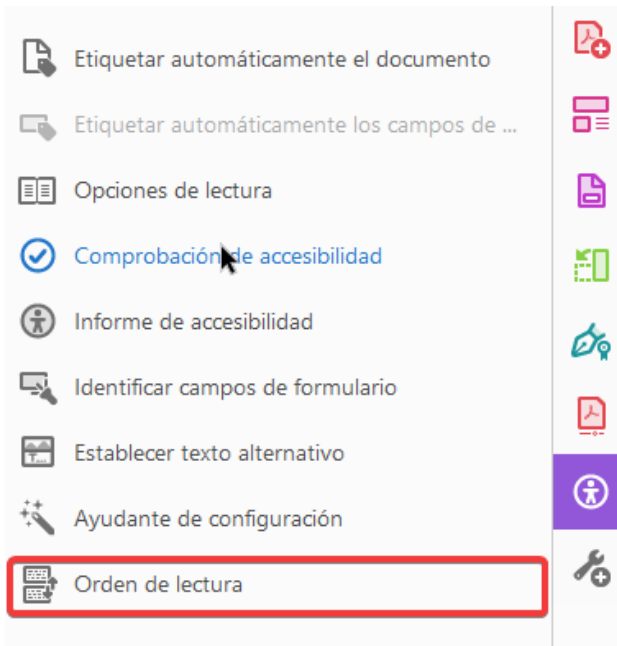 Etiquetar automáticamente el documento
Etiquetar automáticamente los campos de ...
Opciones de lectura
Comprobación de accesibilidad
Informe de accesibilidad
Identificar campos de formulario
Establecer texto alternativo
Ayudante de configuración
Orden de lectura